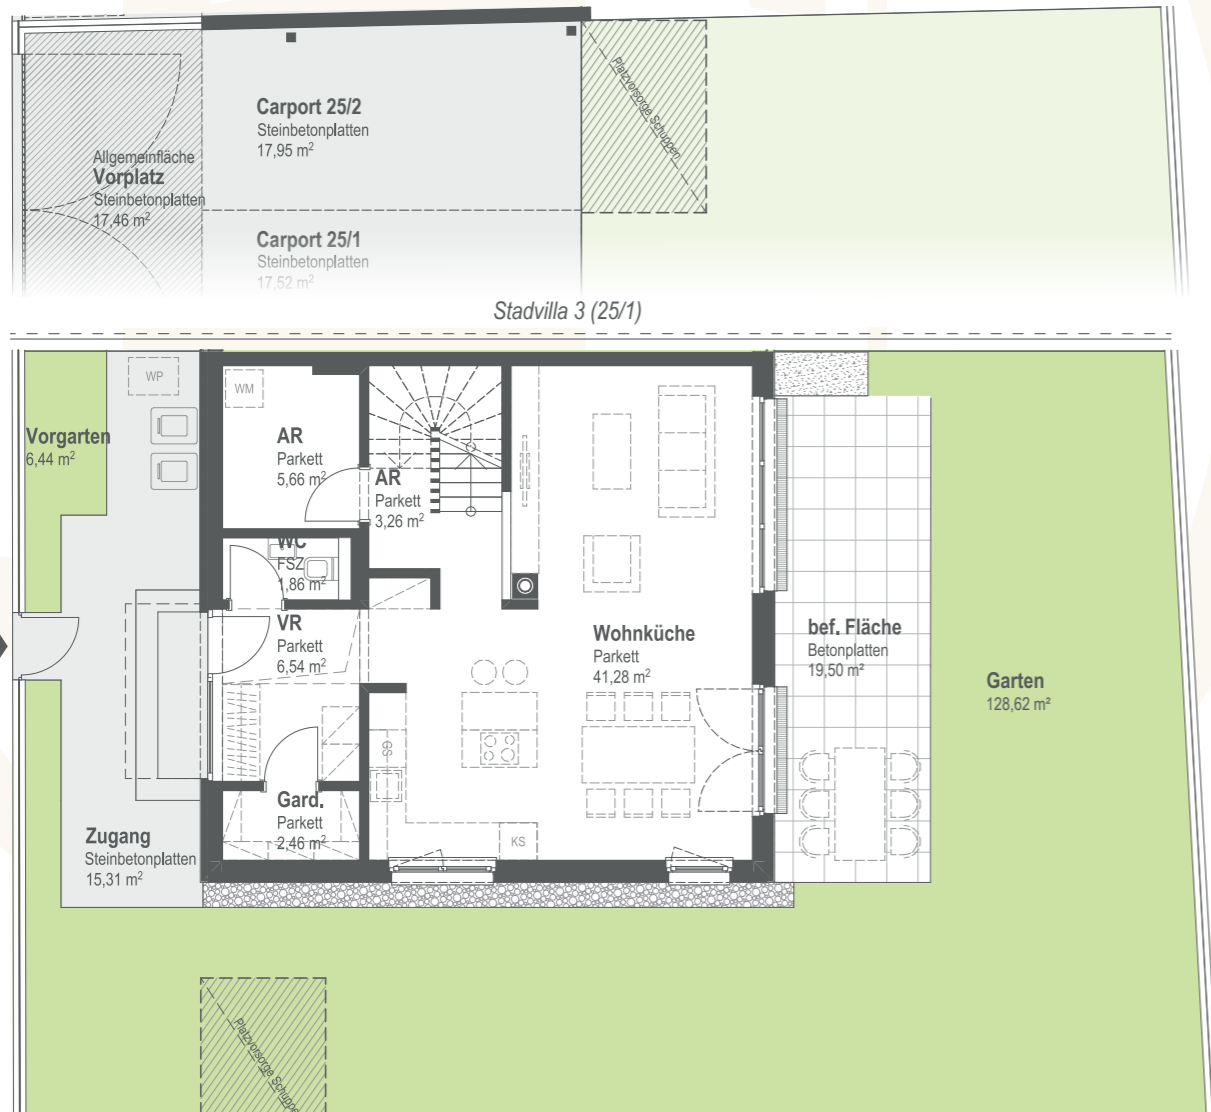 Carport 25/2
Steinbetonplatten
17,95 m²
Platzvorsorge Schuppen
Allgemeinfläche
Vorplatz
Steinbetonplatten
17,46 m²
Carport 25/1
Steinbetonplatten
17,52 m²
Stadvilla 3 (25/1)
WP
WM
Vorgarten
6,44 m²
AR
Parkett
5,66 m²
AR
Parkett
3,26 m²
WC
FSZ
1,86 m²
VR
Parkett
6,54 m²
Wohnküche
Parkett
41,28 m²
bef. Fläche
Betonplatten
19,50 m²
Garten
128,62 m²
GS
Gard.
Parkett
2,46 m²
KS
Zugang
Steinbetonplatten
15,31 m²
Platzvorsorge Schuppen